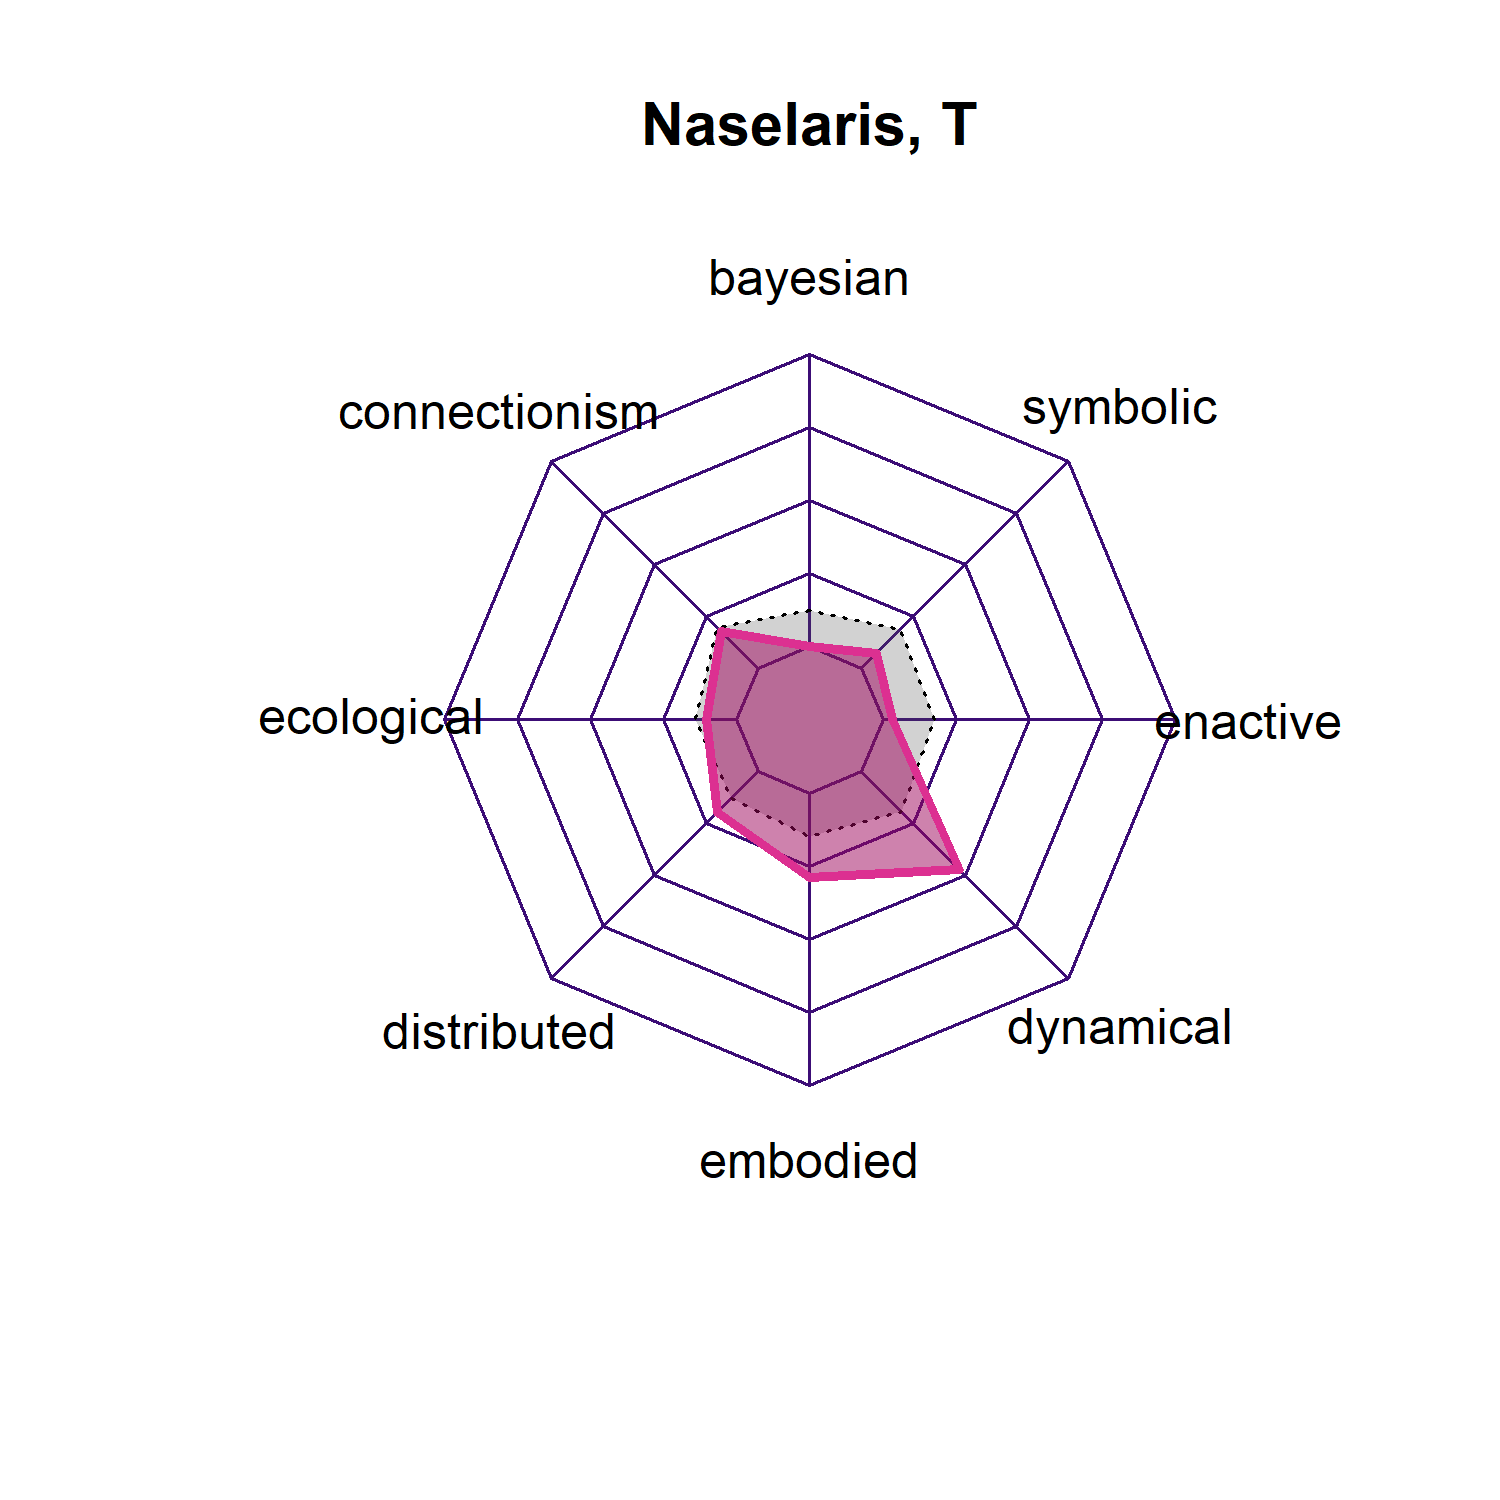 Naselaris, T
bayesian
connectionism
symbolic
ecological
enactive
distributed
dynamical
embodied